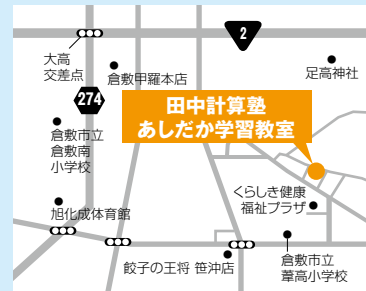 2
大高
交差点
倉敷甲羅本店
足高神社
274
田中計算塾
あしだか学習教室
倉敷市立
倉敷南
小学校
くらしき健康
福祉プラザ
旭化成体育館
餃子の王将 笹沖店
倉敷市立
葦高小学校